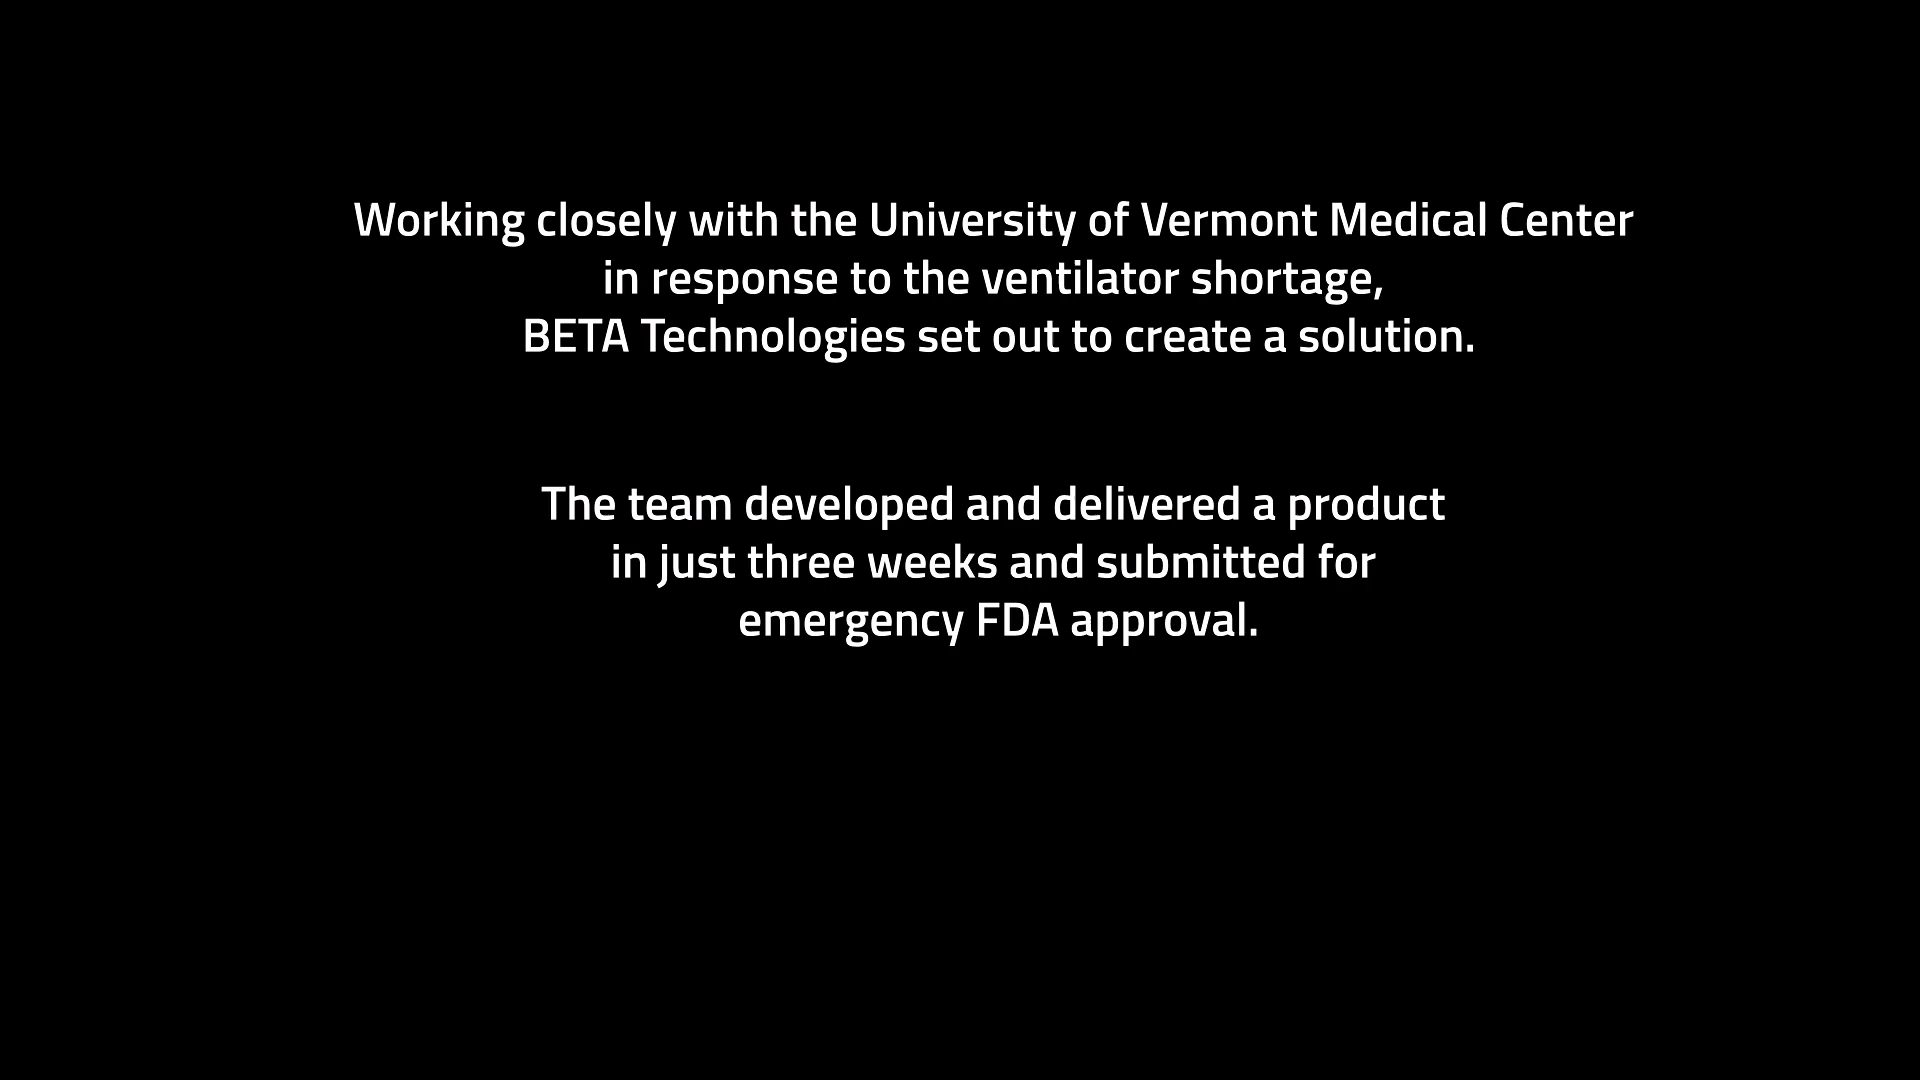 Working closely with the University of Vermont Medical Center
in response to the ventilator shortage,
BETA Technologies set out to create a solution.
The team developed and delivered a product
in just three weeks and submitted for
emergency FDA approval.